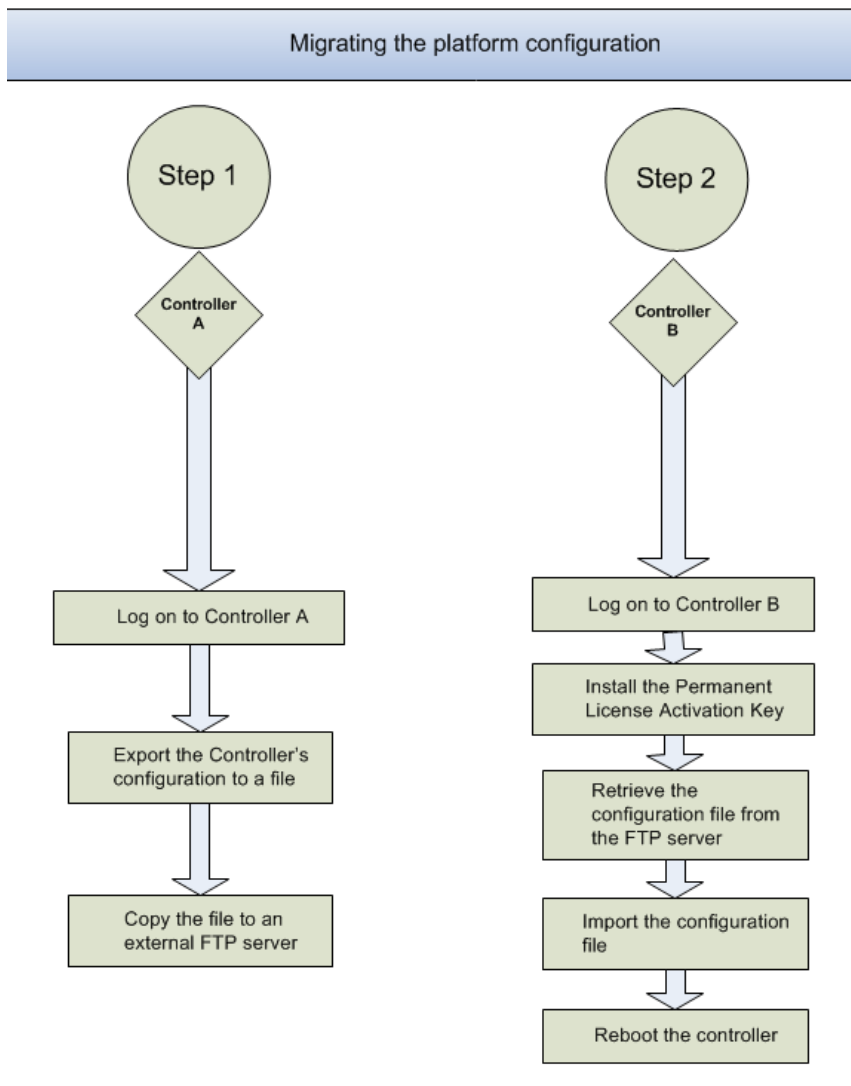 Migrating the platform configuration
Step 1
Controller
A
Log on to Controller A
Export the Controller's
configuration to a file
Copy the file to an
external FTP server
Step 2
Controller
B
Log on to Controller B
Install the Permanent
License Activation Key
Retrieve the
configuration file from
the FTP server
Import the configuration
file
Reboot the controller